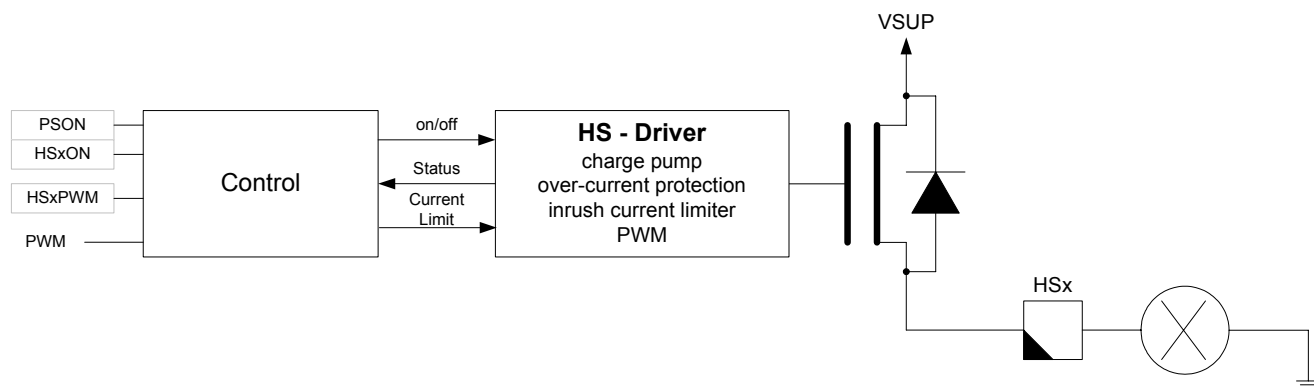 VSUP
PSON
HSxON
HSxPWM
PWM
Control
on/off
Status
Current
Limit
HS - Driver
charge pump
over-current protection
inrush current limiter
PWM
HSx